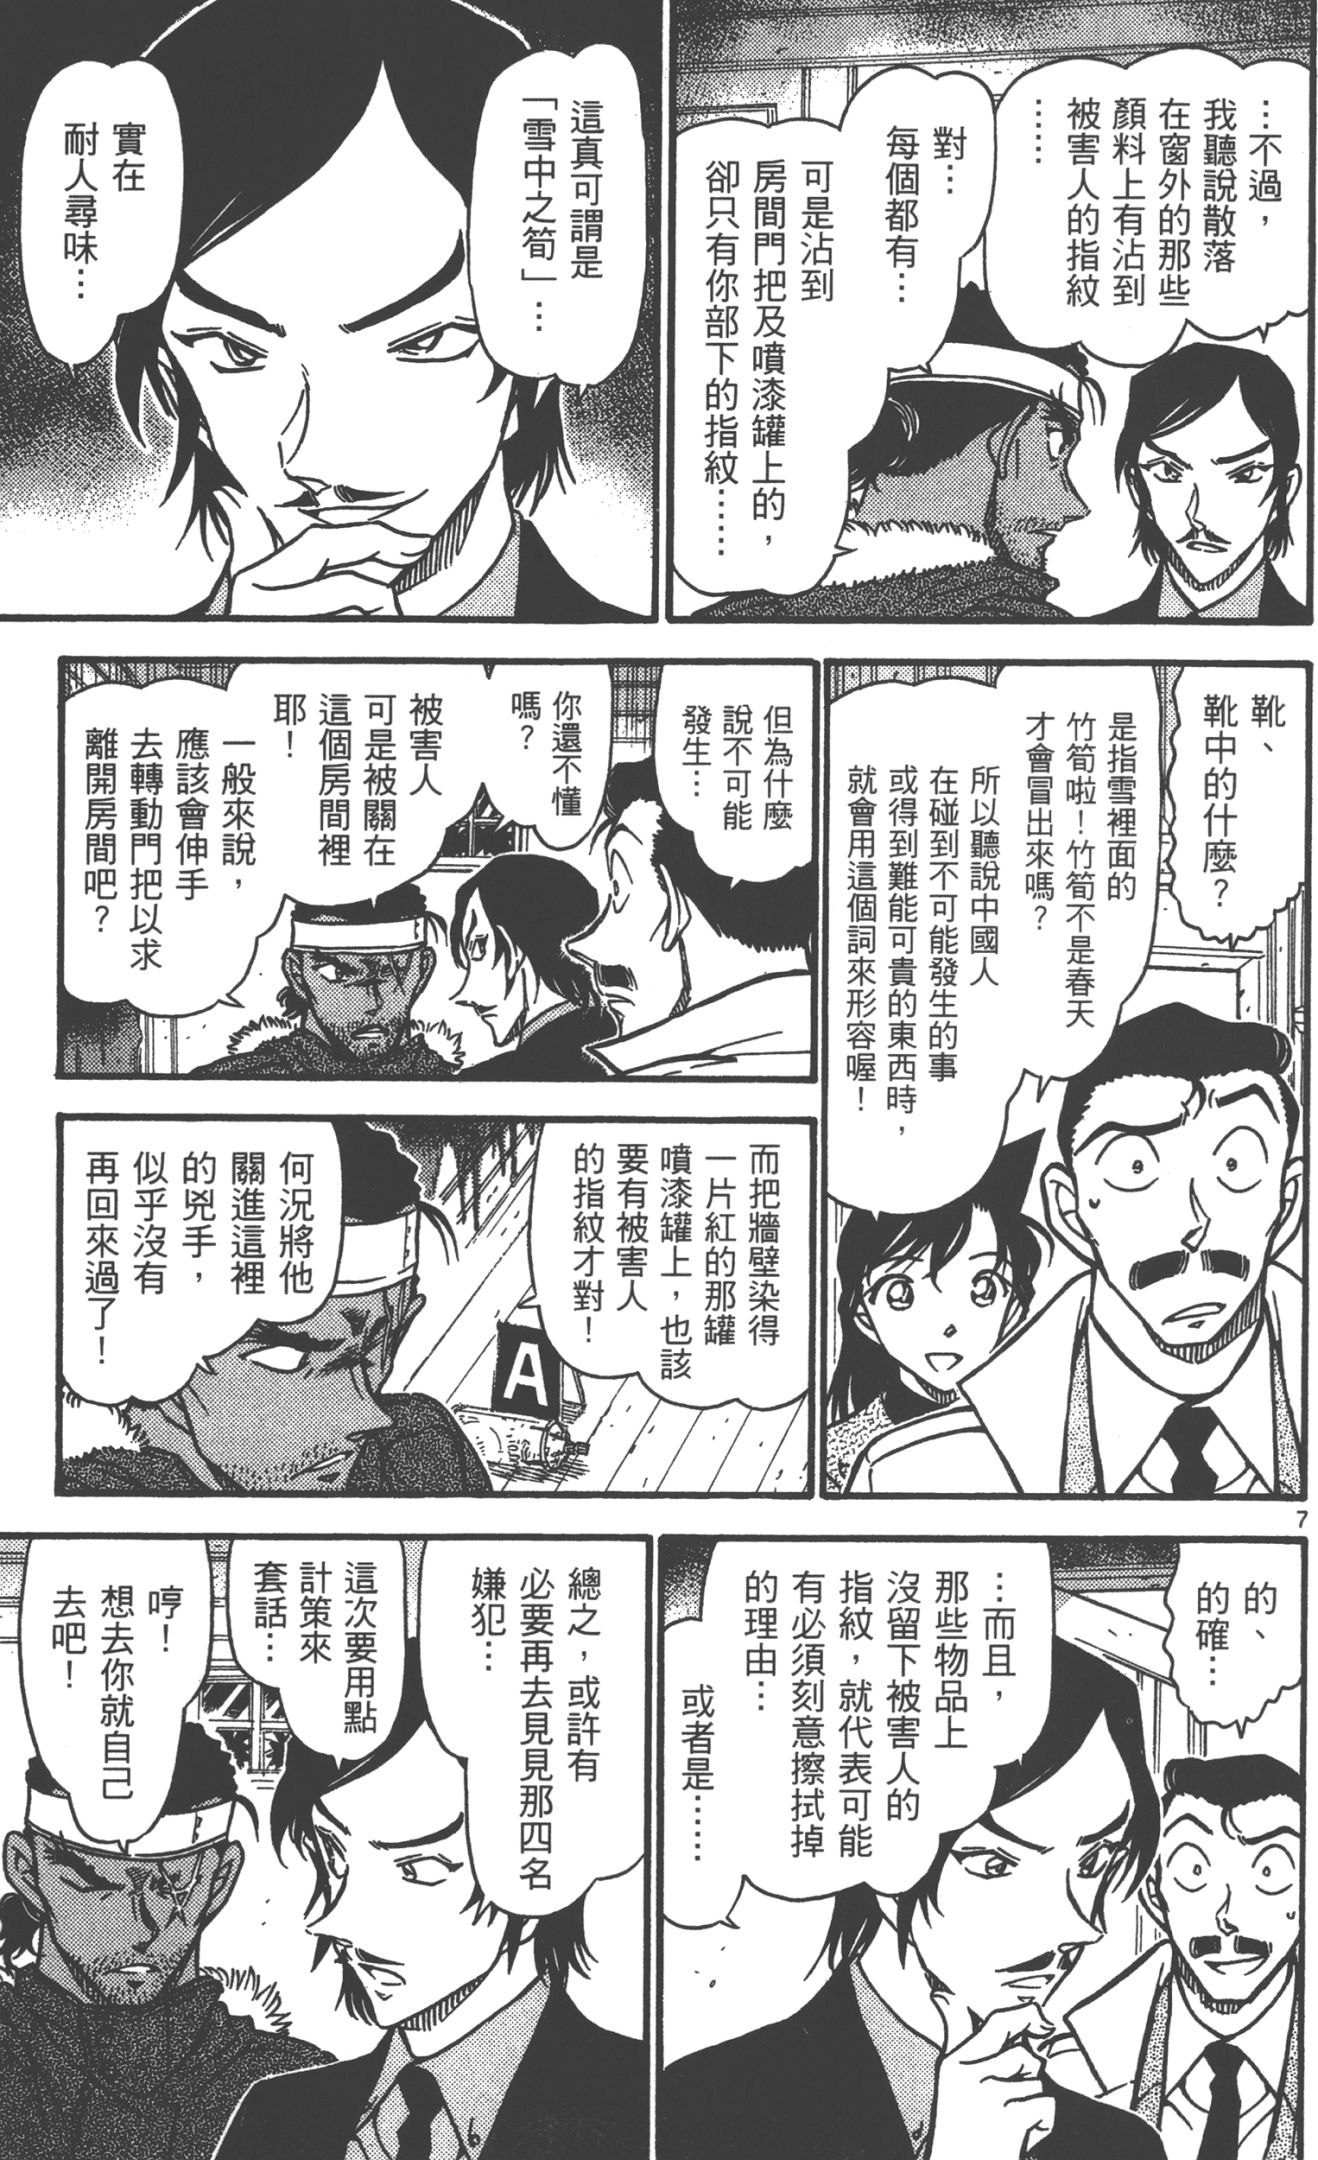 …不過，
我聽說散落
在窗外的那些
顏料上有沾到
被害人的指紋
……
對…
每個都有…
可是沾到
房間門把及噴漆罐上的，
卻只有你部下的指紋……
這真可謂是
「雪中之筍」…
實在
耐人尋味…
靴、
靴中的什麼？
是指雪裡面的
竹筍啦！竹筍不是春天
才會冒出來嗎？
所以聽說中國人
在碰到不可能發生的事
或得到難能可貴的東西時，
就會用這個詞來形容喔！
但為什麼
說不可能
發生…
你還不懂
嗎？
被害人
可是被關在
這個房間裡
耶！
一般來說，
應該會伸手
去轉動門把以求
離開房間吧？
而把牆壁染得
一片紅的那罐
噴漆罐上，也該
要有被害人
的指紋才對！
A
何況將他
關進這裡
的兇手，
似乎沒有
再回來過了！
7
的、
的確…
…而且，
那些物品上
沒留下被害人的
指紋，就代表可能
有必須刻意擦拭掉
的理由…
或者是……
總之，或許有
必要再去見見那四名
嫌犯…
這次要用點
計策來
套話…
哼！
想去你就自己
去吧！